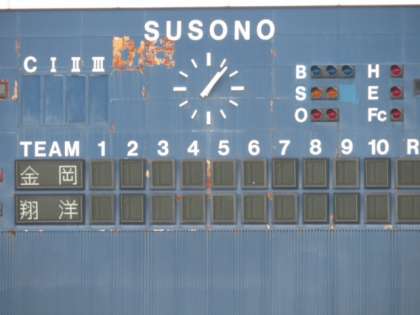 SUSONO
C I II III
B H
S E
O Fc
TEAM 1 2 3 4 5 6 7 8 9 10 R
金岡
翔洋